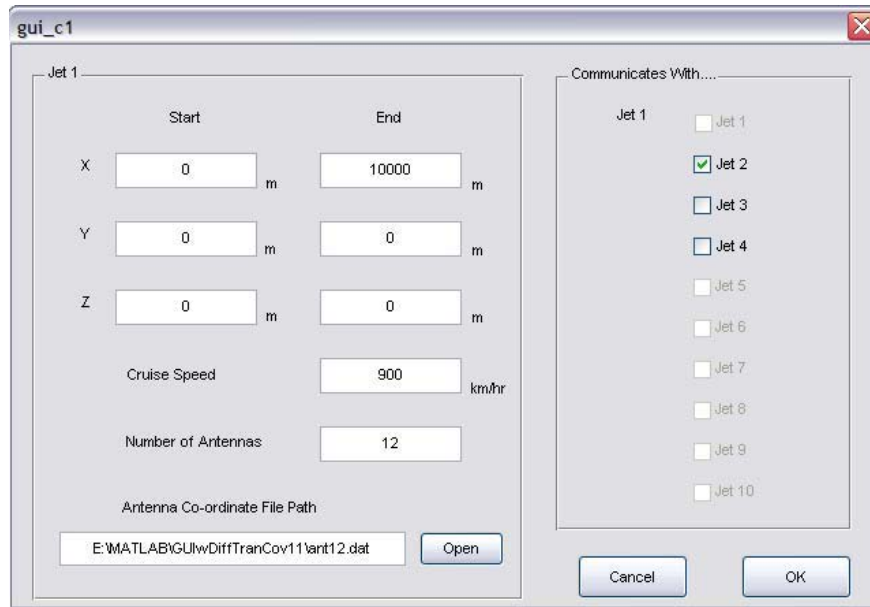 gui_c1
Jet 1
Start End
X 0 m 10000 m
Y 0 m 0 m
Z 0 m 0 m
Cruise Speed 900 km/hr
Number of Antennas 12
Antenna Co-ordinate File Path
E:\MATLAB\GUIwDiffTranCov11\ant12.dat Open
Communicates With....
Jet 1 Jet 1
Jet 2
Jet 3
Jet 4
Jet 5
Jet 6
Jet 7
Jet 8
Jet 9
Jet 10
Cancel OK